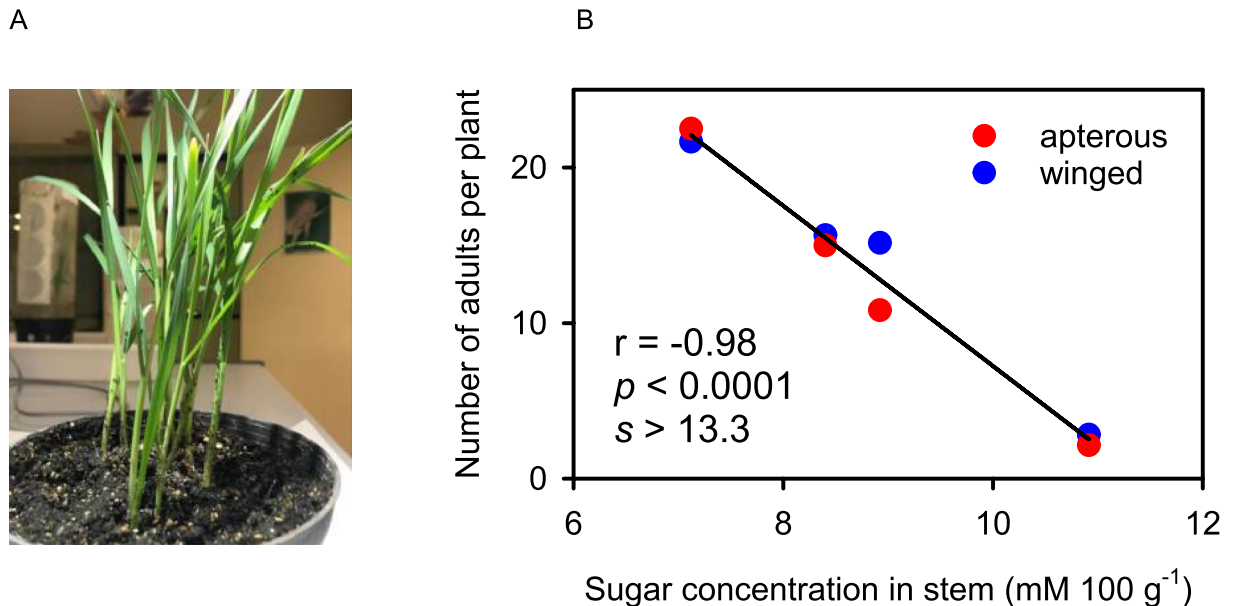 A
B
Number of adults per plant
20
10
0
apterous
winged
r = -0.98
p < 0.0001
s > 13.3
6 8 10 12
Sugar concentration in stem (mM 100 g⁻¹)